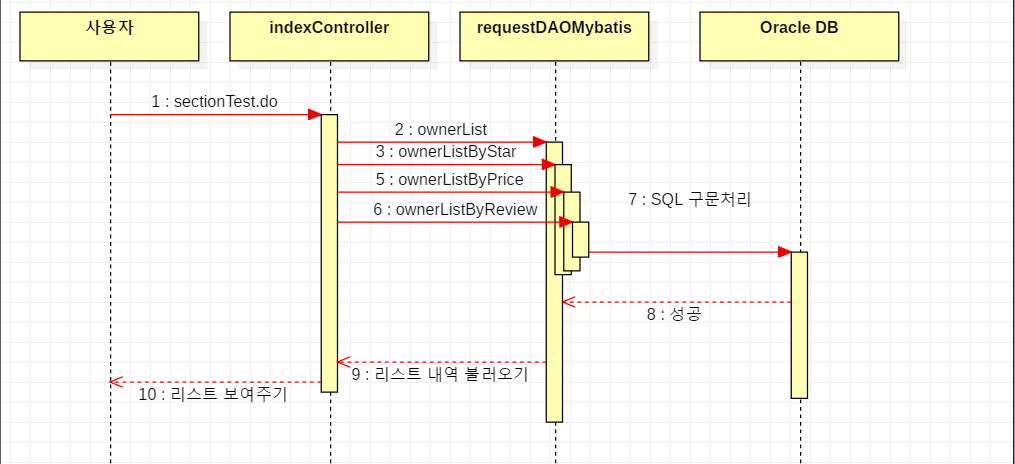 사용자
indexController
requestDAOMybatis
Oracle DB
1 : sectionTest.do
2 : ownerList
3 : ownerListByStar
5 : ownerListByPrice
6 : ownerListByReview
7 : SQL 구문처리
8 : 성공
9 : 리스트 내역 불러오기
10 : 리스트 보여주기